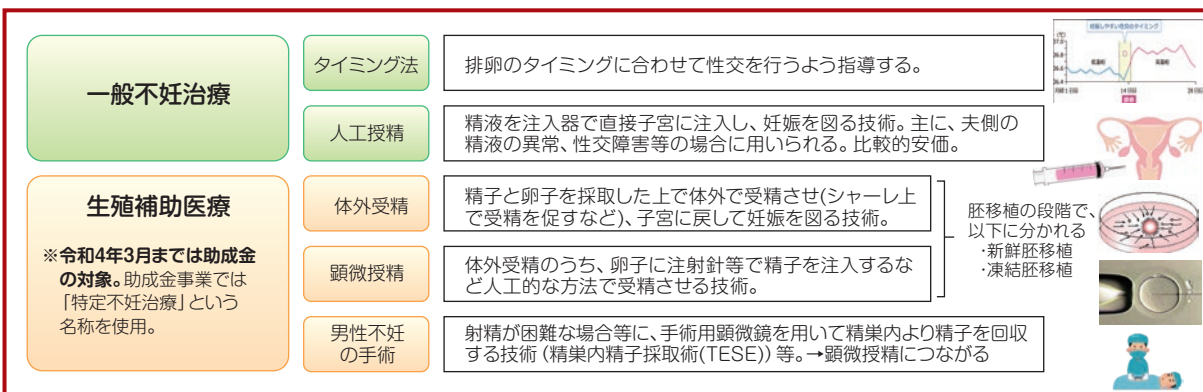 一般不妊治療
タイミング法
排卵のタイミングに合わせて性交を行うよう指導する。
人工授精
精液を注入器で直接子宮に注入し、妊娠を図る技術。主に、夫側の
精液の異常、性交障害等の場合に用いられる。比較的安価。
生殖補助医療
※令和4年3月までは助成金
の対象。助成金事業では
「特定不妊治療」という
名称を使用。
体外受精
精子と卵子を採取した上で体外で受精させ(シャーレ上
で受精を促すなど)、子宮に戻して妊娠を図る技術。
顕微授精
体外受精のうち、卵子に注射針等で精子を注入するな
ど人工的な方法で受精させる技術。
胚移植の段階で、
以下に分かれる
・新鮮胚移植
・凍結胚移植
男性不妊
の手術
射精が困難な場合等に、手術用顕微鏡を用いて精巣内より精子を回収
する技術(精巣内精子採取術(TESE))等。→顕微授精につながる
(℃)
低温相
高温相
14日目
28日目